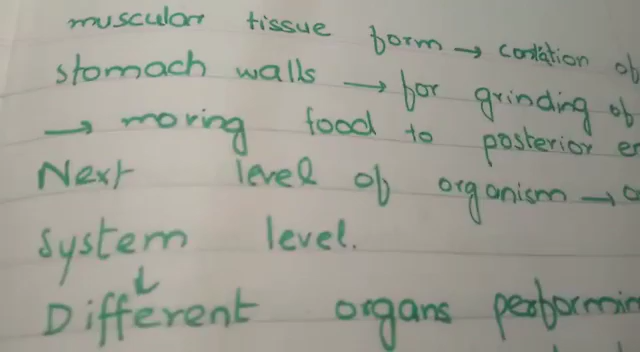 muscular tissue form → contation of
stomach walls → for grinding of
→ moving food to posterior e
Next level of organism →
system level.
↓
Different organs performin